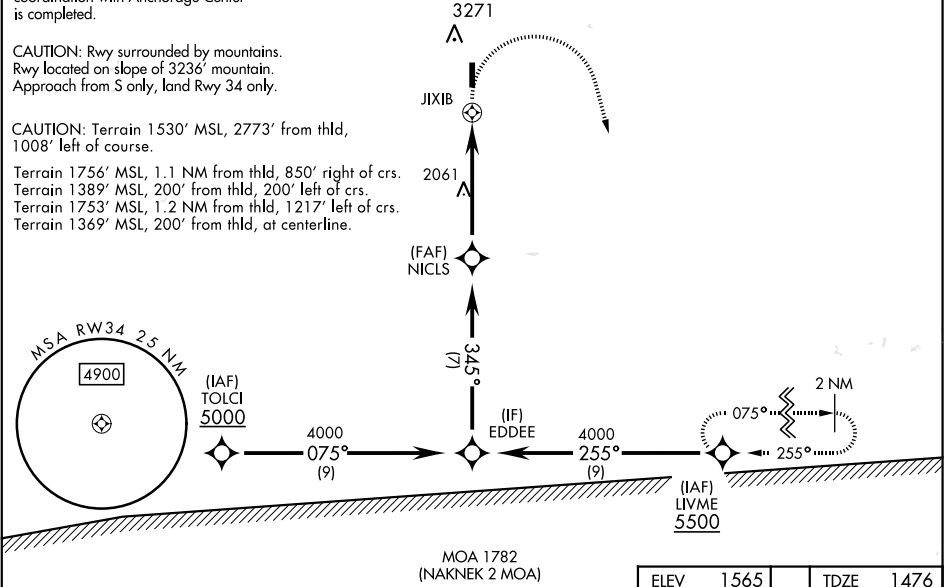 coordination with Anchorage Center
is completed.
CAUTION: Rwy surrounded by mountains.
Rwy located on slope of 3236' mountain.
Approach from S only, land Rwy 34 only.
CAUTION: Terrain 1530' MSL, 2773' from thld,
1008' left of course.
Terrain 1756' MSL, 1.1 NM from thld, 850' right of crs.
Terrain 1389' MSL, 200' from thld, 200' left of crs.
Terrain 1753' MSL, 1.2 NM from thld, 1217' left of crs.
Terrain 1369' MSL, 200' from thld, at centerline.
3271
JIXIB
2061
(FAF)
NICLS
345°
(7)
MSA RW34 25 NM
4900
(IAF)
TOLCI
5000
4000
075°
(9)
(IF)
EDDEE
4000
255°
(9)
2 NM
075°
255°
(IAF)
LIVME
5500
MOA 1782
(NAKNEK 2 MOA)
ELEV 1565
TDZE 1476